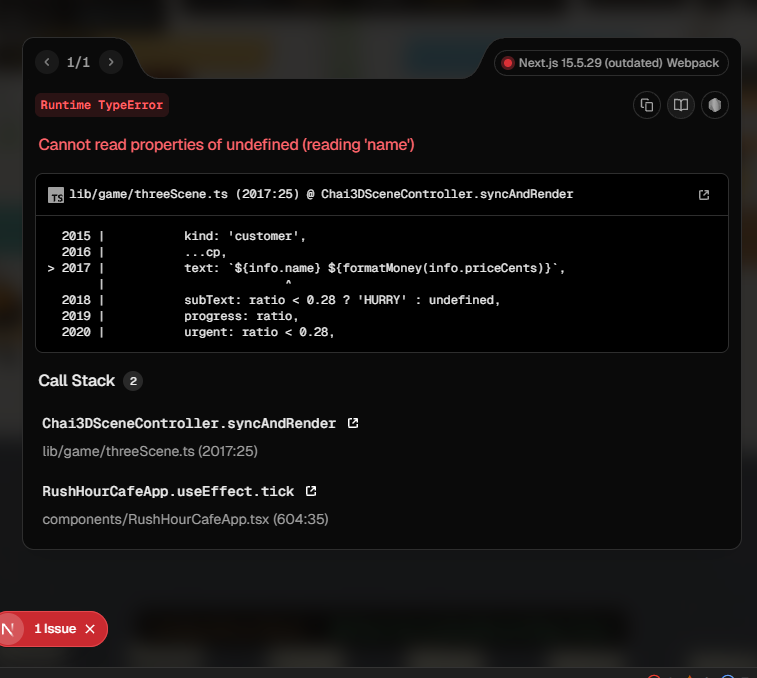 1/1
Next.js 15.5.29 (outdated) Webpack
Runtime TypeError
Cannot read properties of undefined (reading 'name')
TS lib/game/threeScene.ts (2017:25) @ Chai3DSceneController.syncAndRender
2015 | kind: 'customer',
2016 | ...cp,
> 2017 | text: `${info.name} ${formatMoney(info.priceCents)}`,
| ^
2018 | subText: ratio < 0.28 ? 'HURRY' : undefined,
2019 | progress: ratio,
2020 | urgent: ratio < 0.28,
Call Stack 2
Chai3DSceneController.syncAndRender
lib/game/threeScene.ts (2017:25)
RushHourCafeApp.useEffect.tick
components/RushHourCafeApp.tsx (604:35)
N 1 Issue